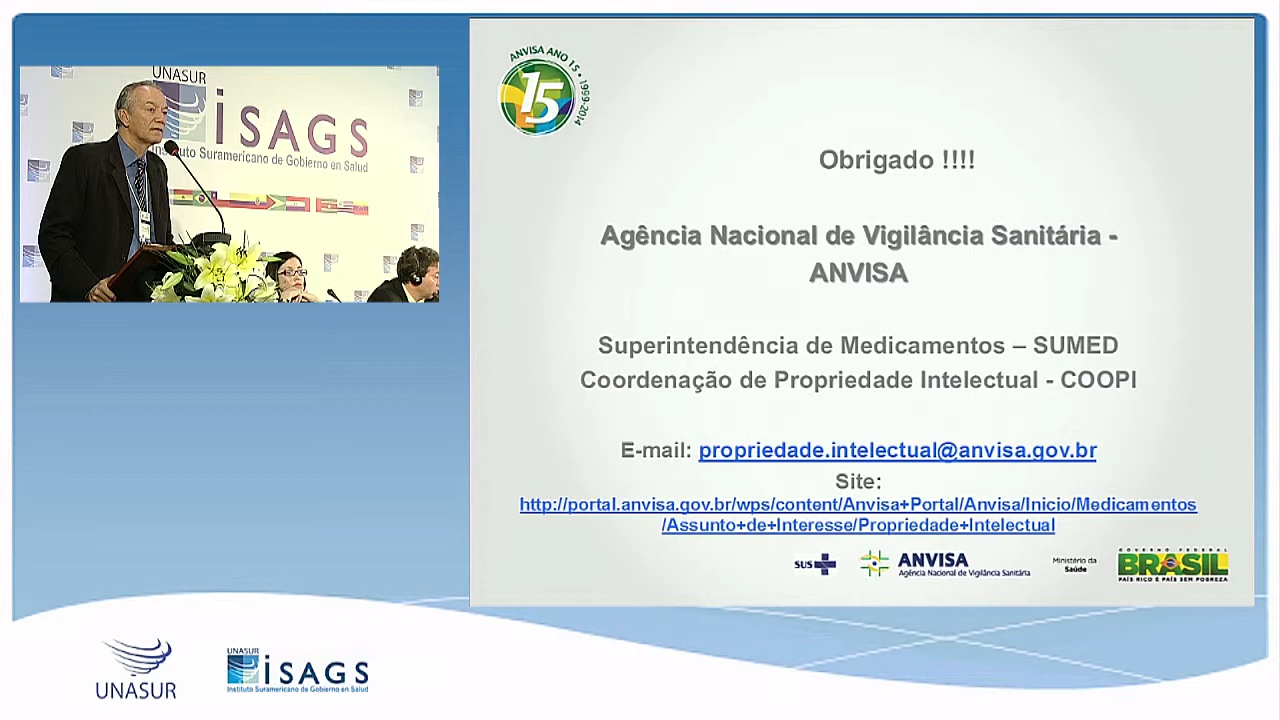 UNASUR
iSAGS
Instituto Suramericano de Gobierno en Salud
ANVISA ANO 15 • 1999-2014
15
Obrigado !!!!
Agência Nacional de Vigilância Sanitária -
ANVISA
Superintendência de Medicamentos – SUMED
Coordenação de Propriedade Intelectual - COOPI
E-mail: propriedade.intelectual@anvisa.gov.br
Site:
http://portal.anvisa.gov.br/wps/content/Anvisa+Portal/Anvisa/Inicio/Medicamentos
/Assunto+de+Interesse/Propriedade+Intelectual
SUS
ANVISA
Agência Nacional de Vigilância Sanitária
Ministério da
Saúde
GOVERNO FEDERAL
BRASIL
PAÍS RICO É PAÍS SEM POBREZA
UNASUR
UNASUR
iSAGS
Instituto Suramericano de Gobierno en Salud